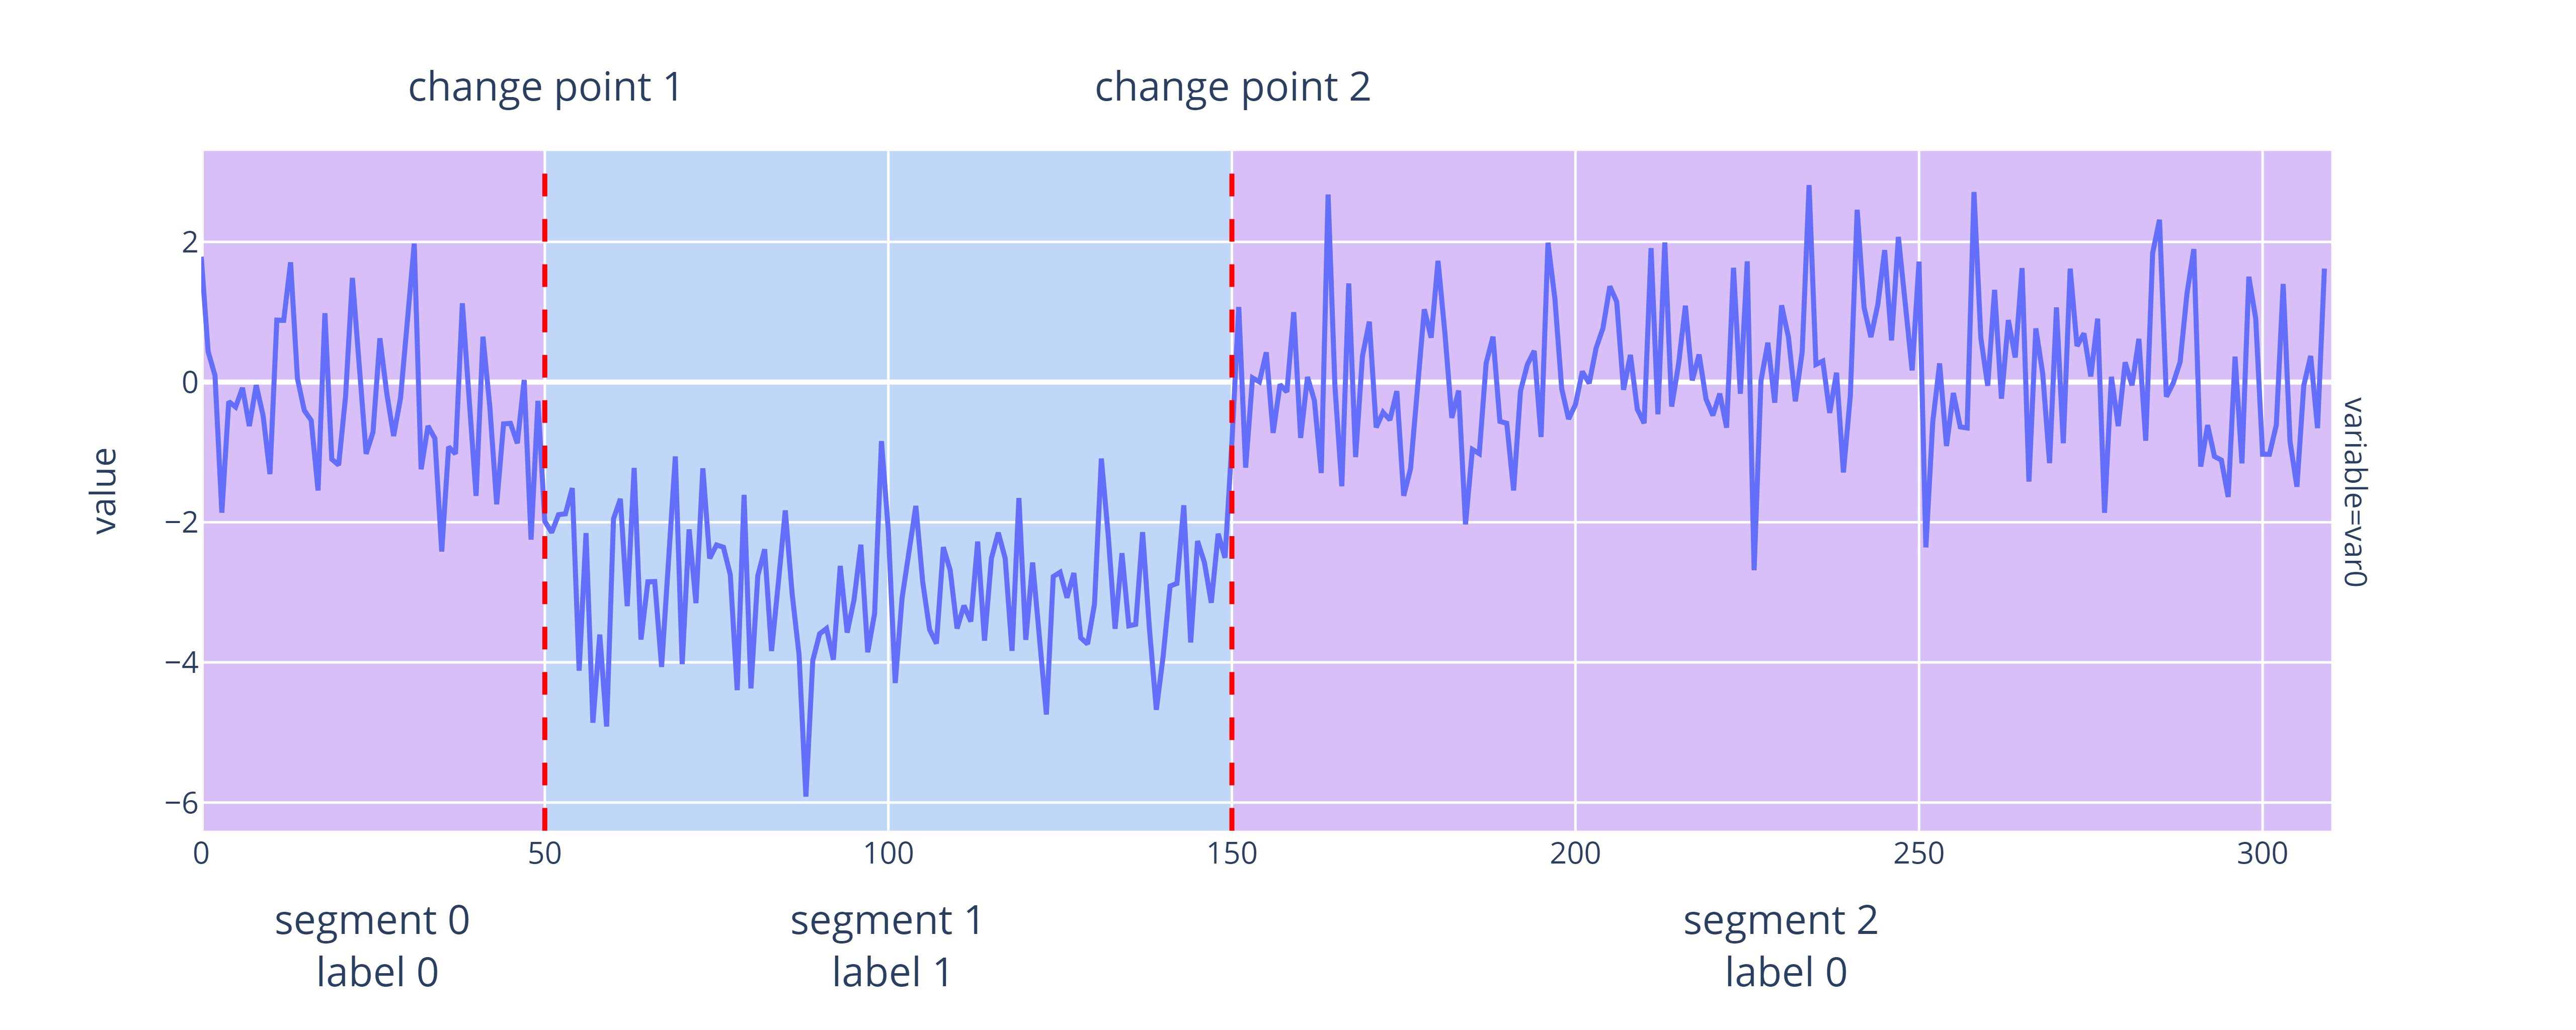 change point 1
change point 2
2
0
−2
−4
−6
value
variable=var0
0
50
100
150
200
250
300
segment 0
label 0
segment 1
label 1
segment 2
label 0